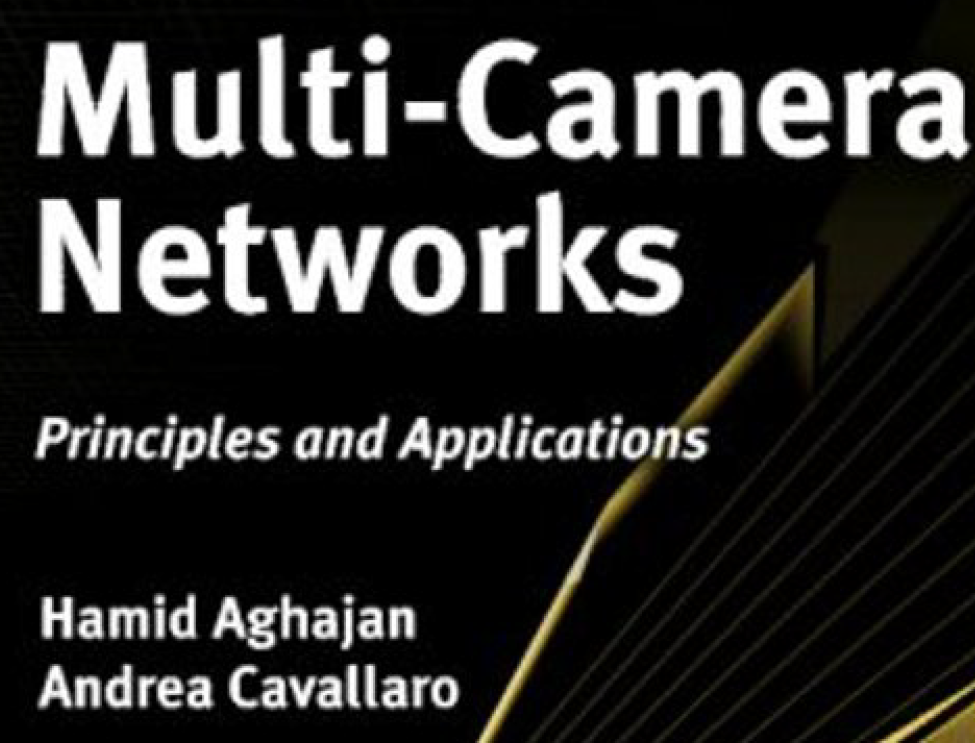 Multi-Camera
Networks
Principles and Applications
Hamid Aghajan
Andrea Cavallaro